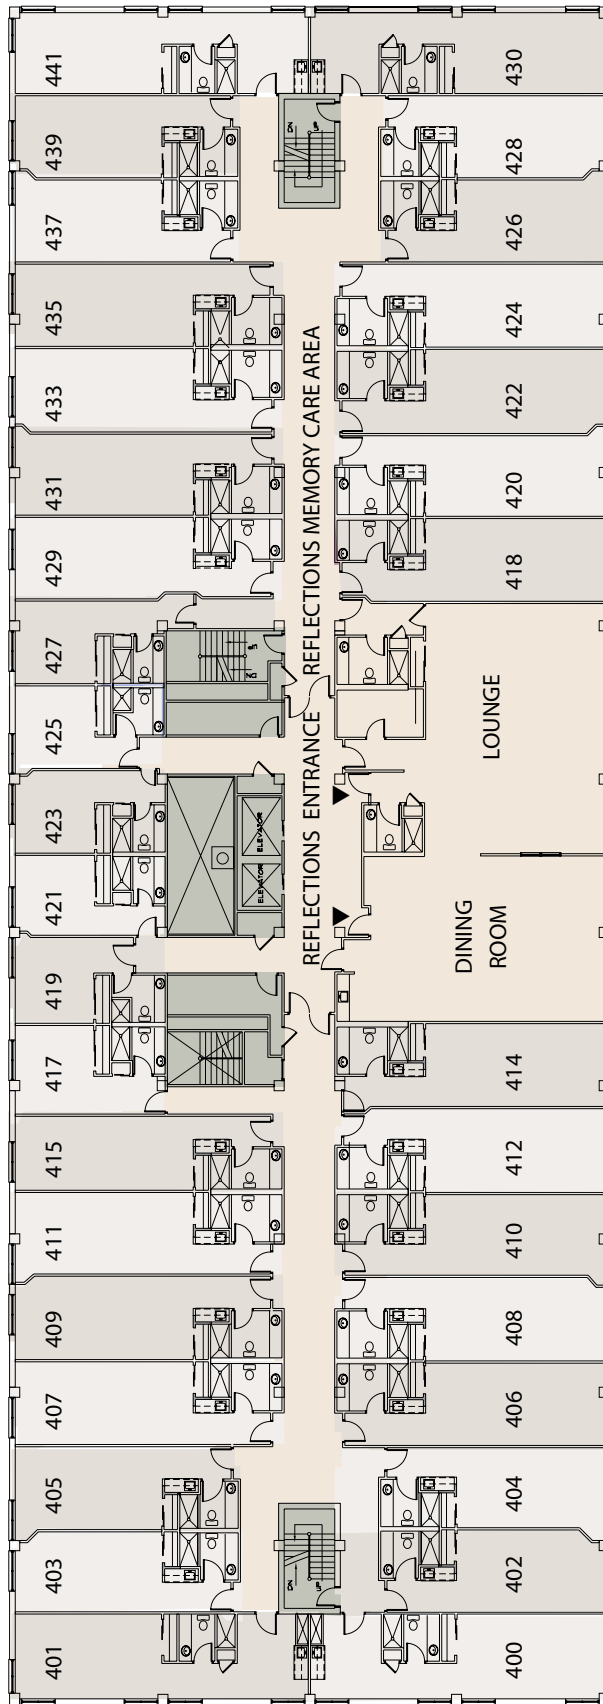 441
439
437
435
433
431
429
427
425
423
421
419
417
415
411
409
407
405
403
401
DN
UP
REFLECTIONS MEMORY CARE AREA
UP
DN
REFLECTIONS ENTRANCE
ELEVATOR
ELEVATOR
DN
UP
430
428
426
424
422
420
418
LOUNGE
DINING
ROOM
414
412
410
408
406
404
402
400